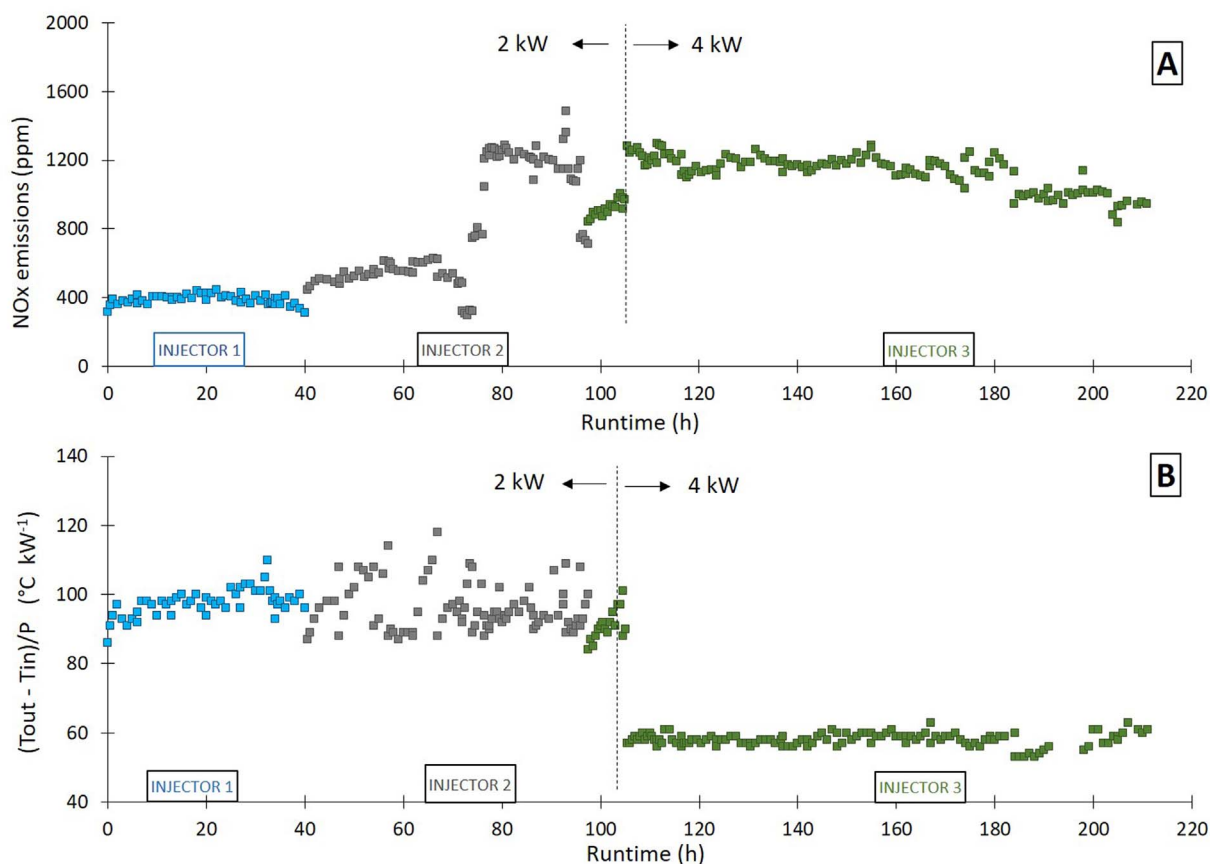 2000
1600
1200
800
400
0
NOx emissions (ppm)
2 kW
4 kW
A
INJECTOR 1
INJECTOR 2
INJECTOR 3
0 20 40 60 80 100 120 140 160 180 200 220
Runtime (h)
140
120
100
80
60
40
(Tout - Tin)/P (°C kW⁻¹)
2 kW
4 kW
B
INJECTOR 1
INJECTOR 2
INJECTOR 3
0 20 40 60 80 100 120 140 160 180 200 220
Runtime (h)